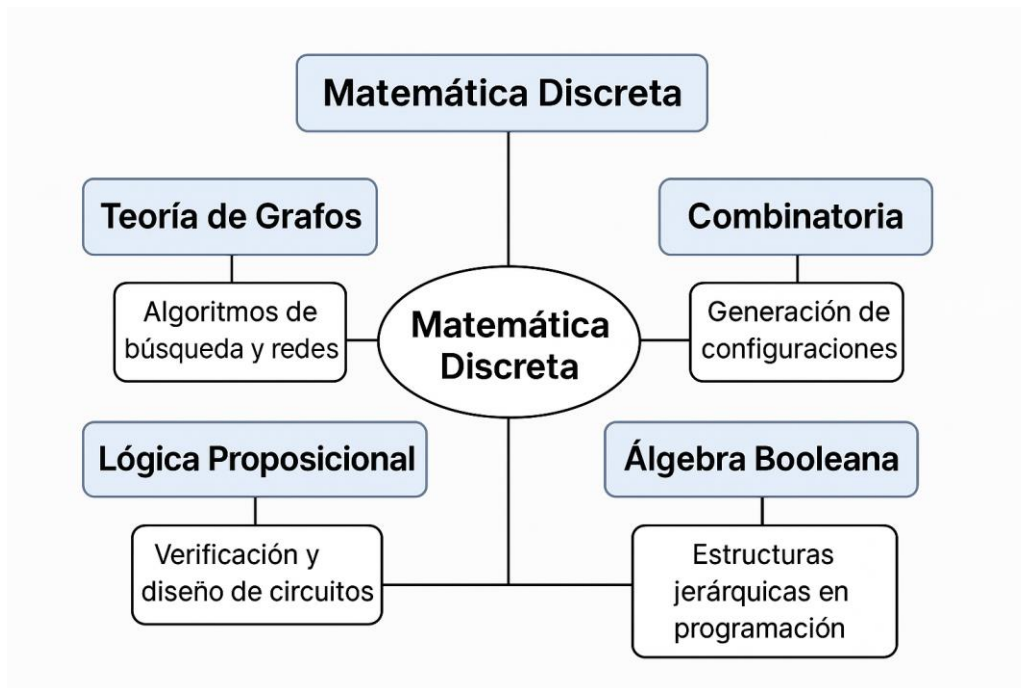 Matemática Discreta
Teoría de Grafos
Combinatoria
Algoritmos de
búsqueda y redes
Matemática
Discreta
Generación de
configuraciones
Lógica Proposicional
Álgebra Booleana
Verificación y
diseño de circuitos
Estructuras
jerárquicas en
programación